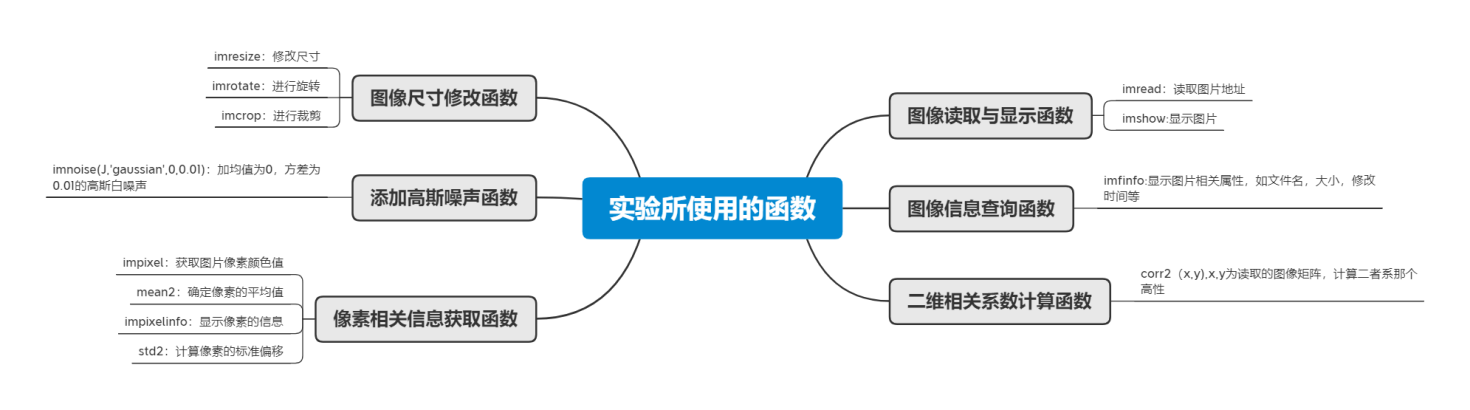 实验所使用的函数
图像尺寸修改函数
imresize：修改尺寸
imrotate：进行旋转
imcrop：进行裁剪
添加高斯噪声函数
imnoise(J,'gaussian',0,0.01)：加均值为0，方差为
0.01的高斯白噪声
像素相关信息获取函数
impixel：获取图片像素颜色值
mean2：确定像素的平均值
impixelinfo：显示像素的信息
std2：计算像素的标准偏移
图像读取与显示函数
imread：读取图片地址
imshow:显示图片
图像信息查询函数
imfinfo:显示图片相关属性，如文件名，大小，修改
时间等
二维相关系数计算函数
corr2（x,y),x,y为读取的图像矩阵，计算二者系那个
高性